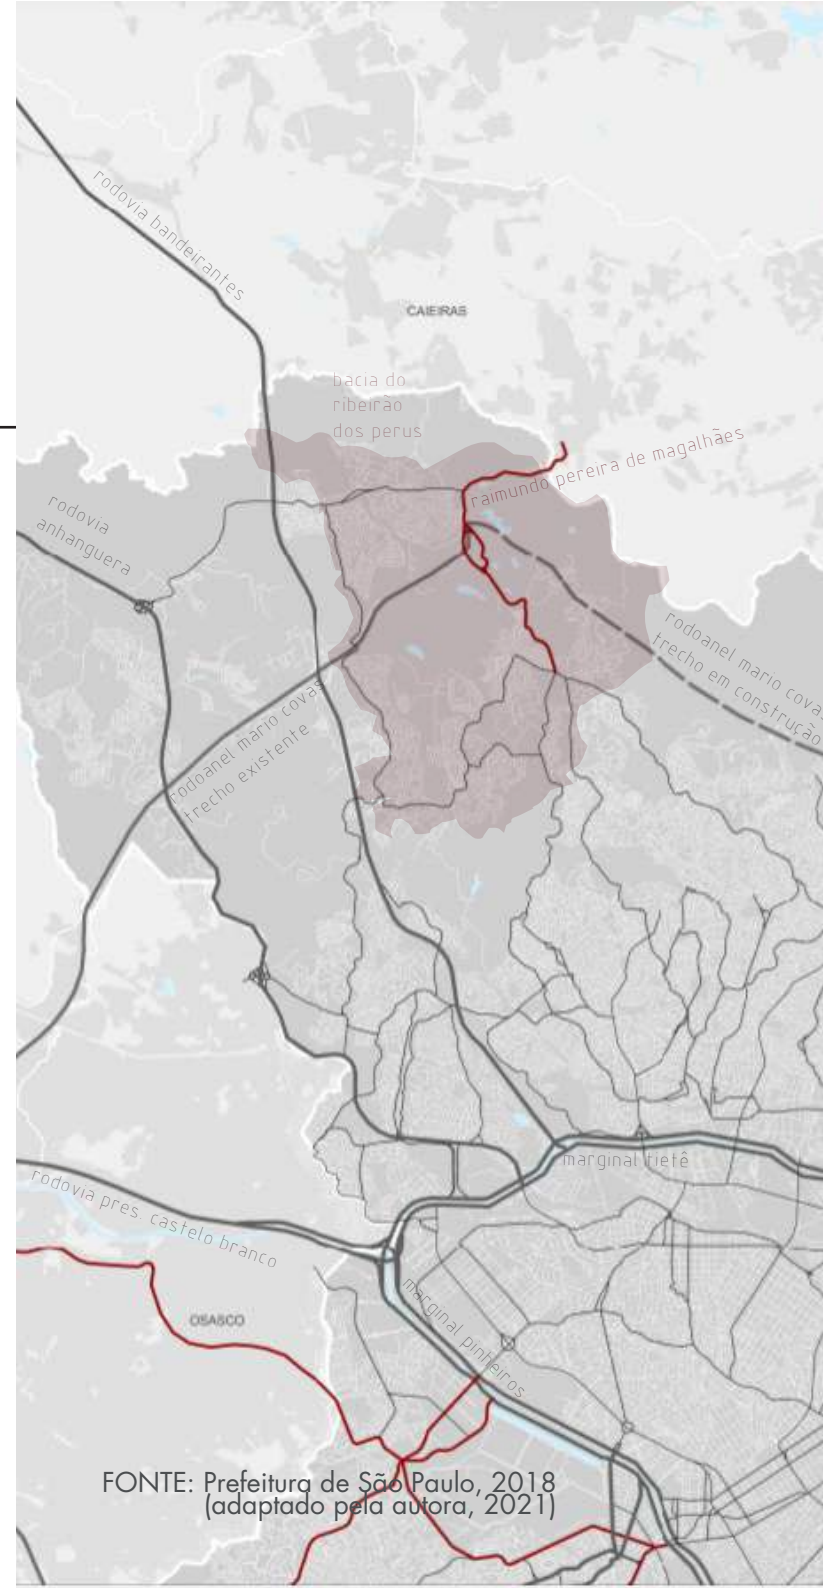 rodovia bandeirantes
CAIEIRAS
bacia do
ribeirão
dos perus
raimundo pereira de magalhães
rodovia
anhanguera
rodoanel mario covas
trecho em construção
rodoanel mario covas
trecho existente
marginal tietê
rodovia pres. castelo branco
marginal pinheiros
OSASCO
FONTE: Prefeitura de São Paulo, 2018
(adaptado pela autora, 2021)